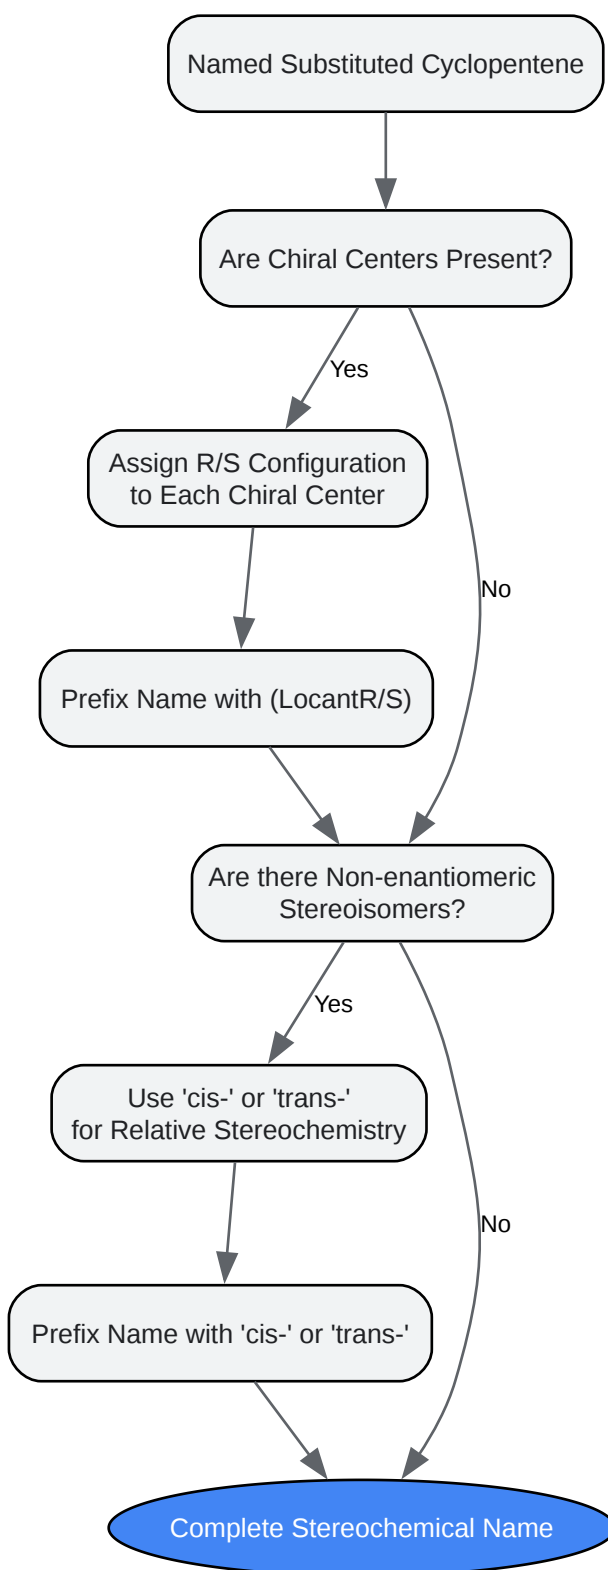 Named Substituted Cyclopentene
Are Chiral Centers Present?
Yes
Assign R/S Configuration
to Each Chiral Center
No
Prefix Name with (LocantR/S)
Are there Non-enantiomeric
Stereoisomers?
Yes
Use 'cis-' or 'trans-'
for Relative Stereochemistry
No
Prefix Name with 'cis-' or 'trans-'
Complete Stereochemical Name